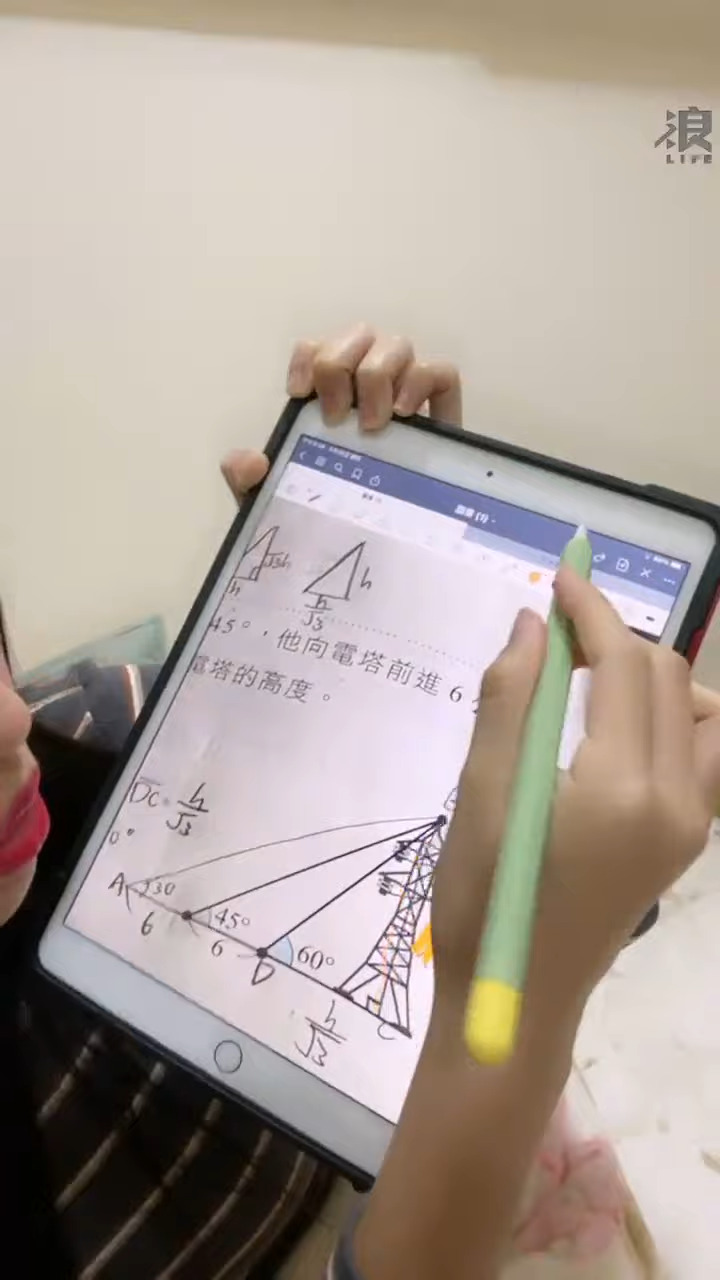 浪
LIFE
√3h
h
h
h/√3
45°，他向電塔前進 6
電塔的高度。
DC = h/√3
0°
A 30
6
45°
6
D
60°
h/√3
C